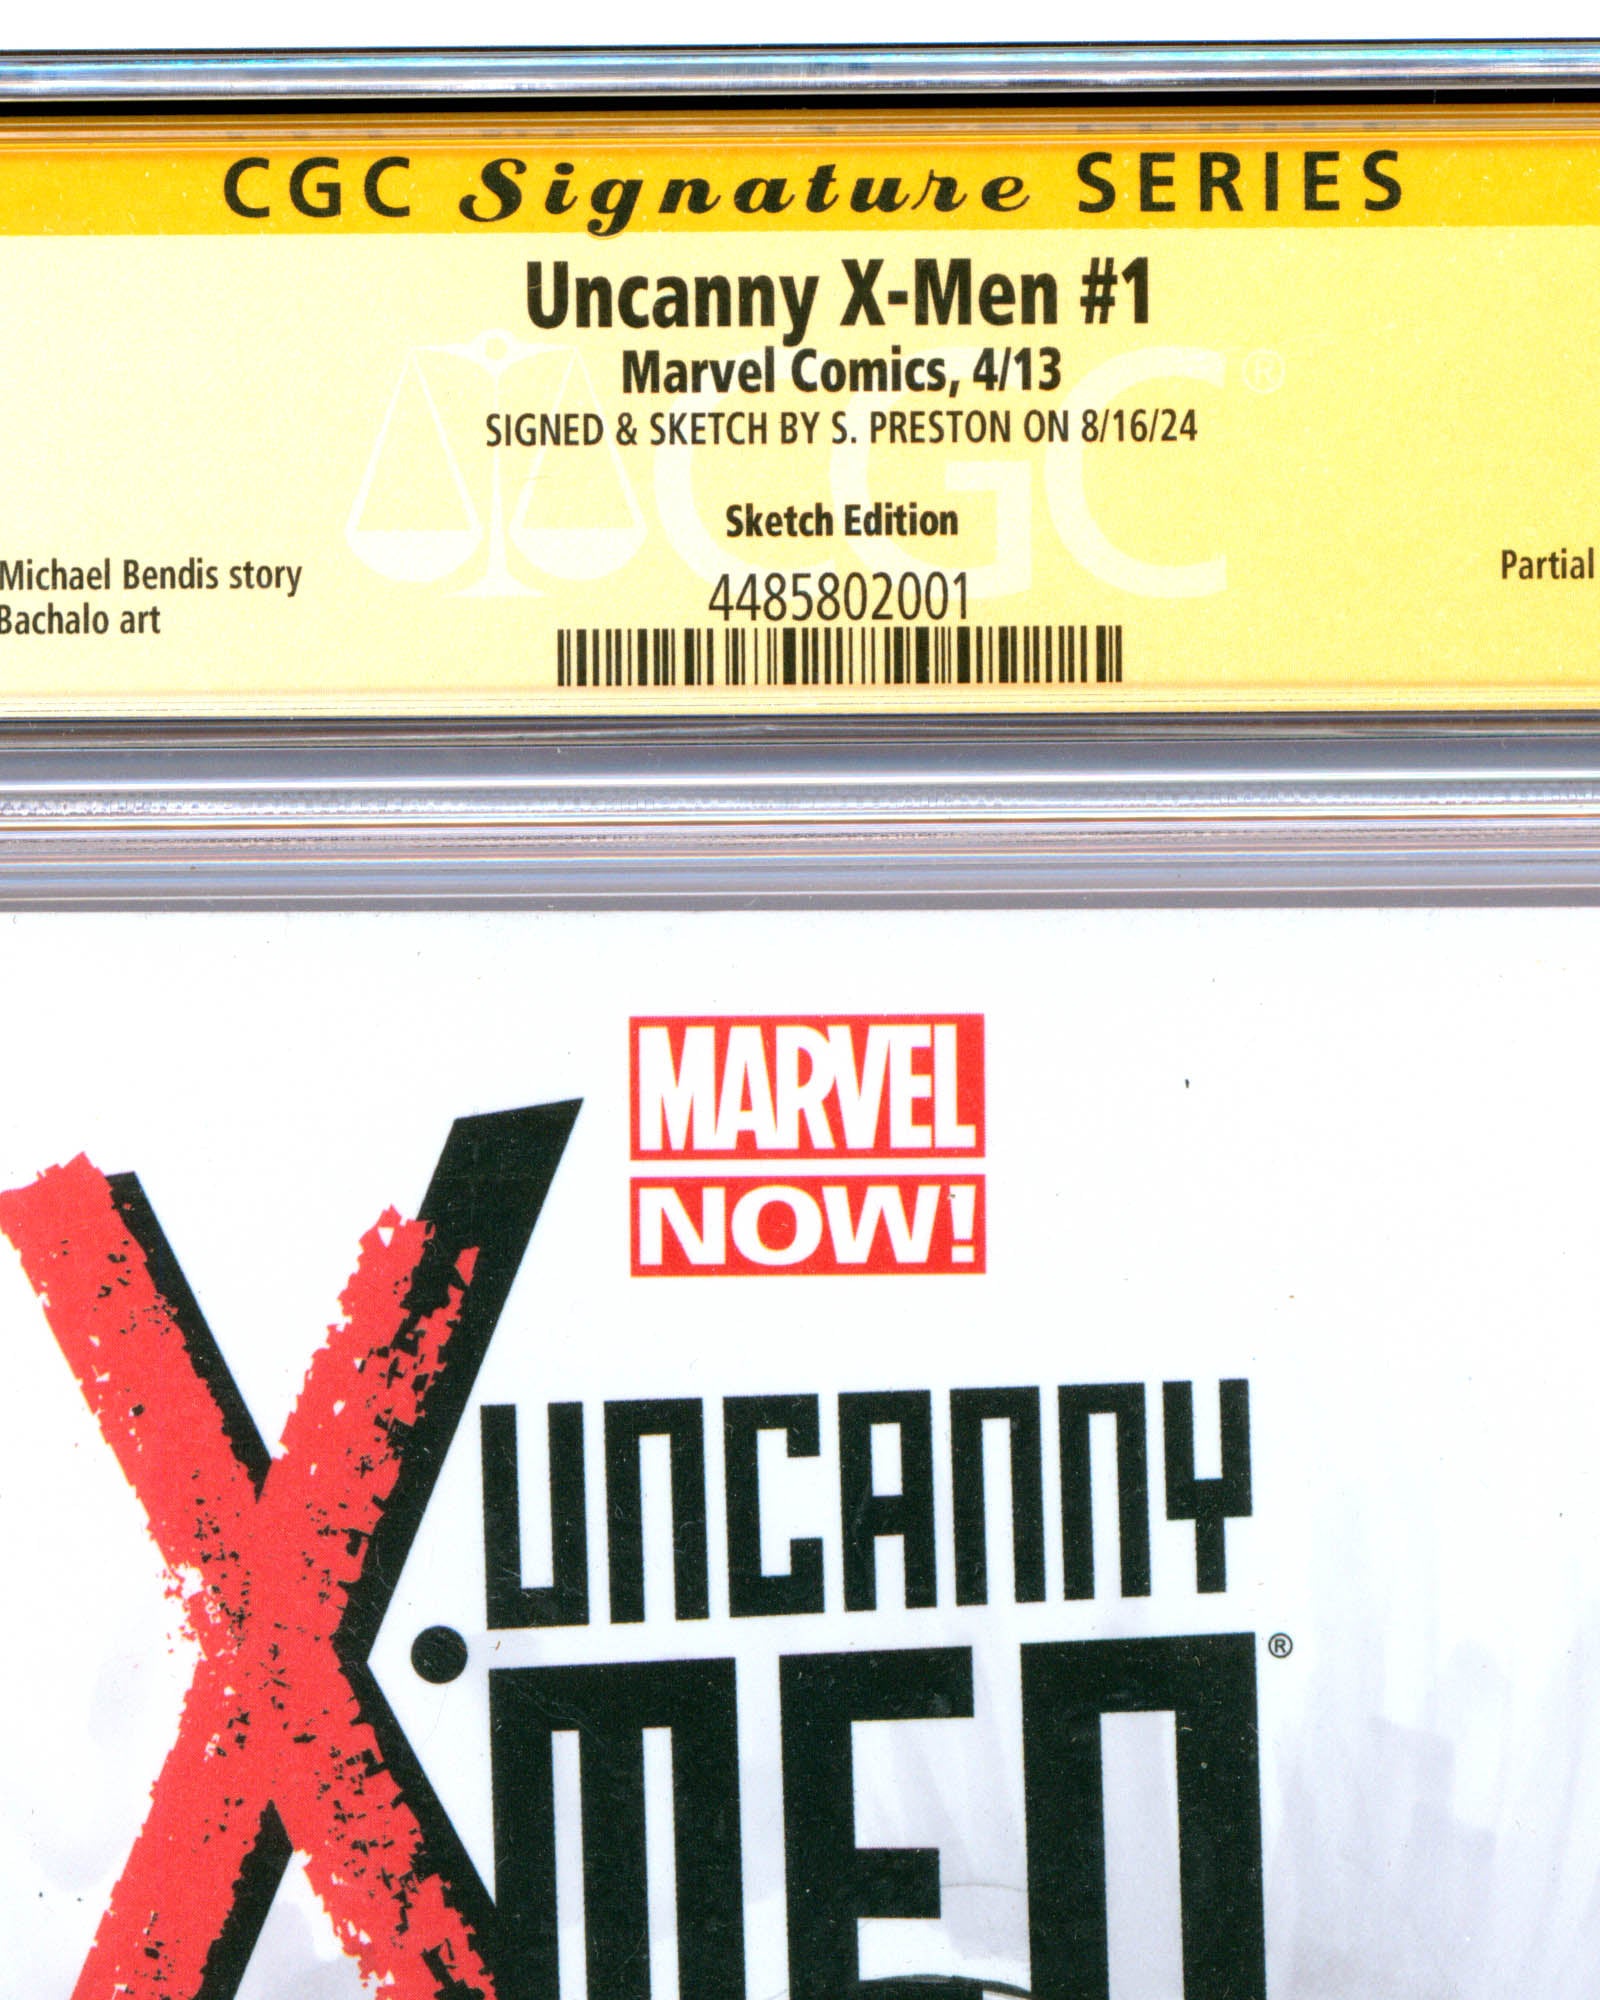 CGC Signature SERIES
Uncanny X-Men #1
Marvel Comics, 4/13
SIGNED & SKETCH BY S. PRESTON ON 8/16/24
CGC®
Sketch Edition
Michael Bendis story
Bachalo art
Partial
4485802001
MARVEL
NOW!
UNCANNY
X·MEN®